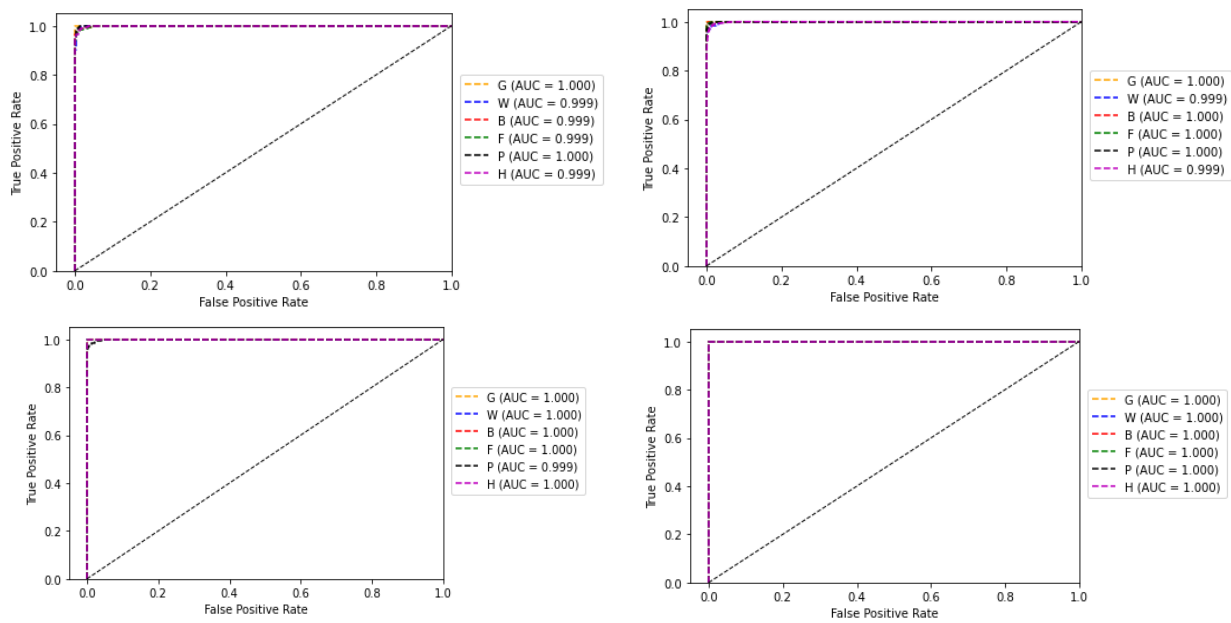 1.0
0.8
0.6
0.4
0.2
0.0
True Positive Rate
0.0 0.2 0.4 0.6 0.8 1.0
False Positive Rate
G (AUC = 1.000)
W (AUC = 0.999)
B (AUC = 0.999)
F (AUC = 0.999)
P (AUC = 1.000)
H (AUC = 0.999)
1.0
0.8
0.6
0.4
0.2
0.0
True Positive Rate
0.0 0.2 0.4 0.6 0.8 1.0
False Positive Rate
G (AUC = 1.000)
W (AUC = 0.999)
B (AUC = 1.000)
F (AUC = 1.000)
P (AUC = 1.000)
H (AUC = 0.999)
1.0
0.8
0.6
0.4
0.2
0.0
True Positive Rate
0.0 0.2 0.4 0.6 0.8 1.0
False Positive Rate
G (AUC = 1.000)
W (AUC = 1.000)
B (AUC = 1.000)
F (AUC = 1.000)
P (AUC = 0.999)
H (AUC = 1.000)
1.0
0.8
0.6
0.4
0.2
0.0
True Positive Rate
0.0 0.2 0.4 0.6 0.8 1.0
False Positive Rate
G (AUC = 1.000)
W (AUC = 1.000)
B (AUC = 1.000)
F (AUC = 1.000)
P (AUC = 1.000)
H (AUC = 1.000)